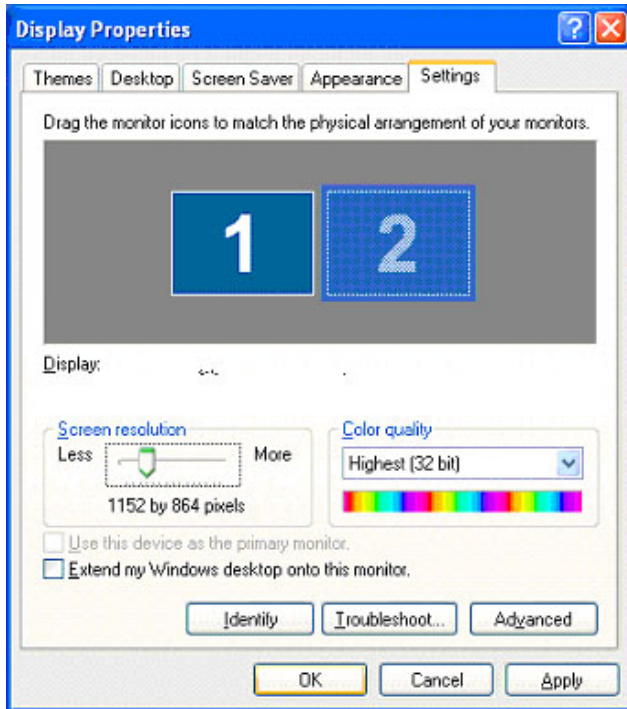 Display Properties
Themes Desktop Screen Saver Appearance Settings
Drag the monitor icons to match the physical arrangement of your monitors.
1 2
Display:
Screen resolution
Less More
1152 by 864 pixels
Color quality
Highest (32 bit)
Use this device as the primary monitor.
Extend my Windows desktop onto this monitor.
Identify Troubleshoot... Advanced
OK Cancel Apply